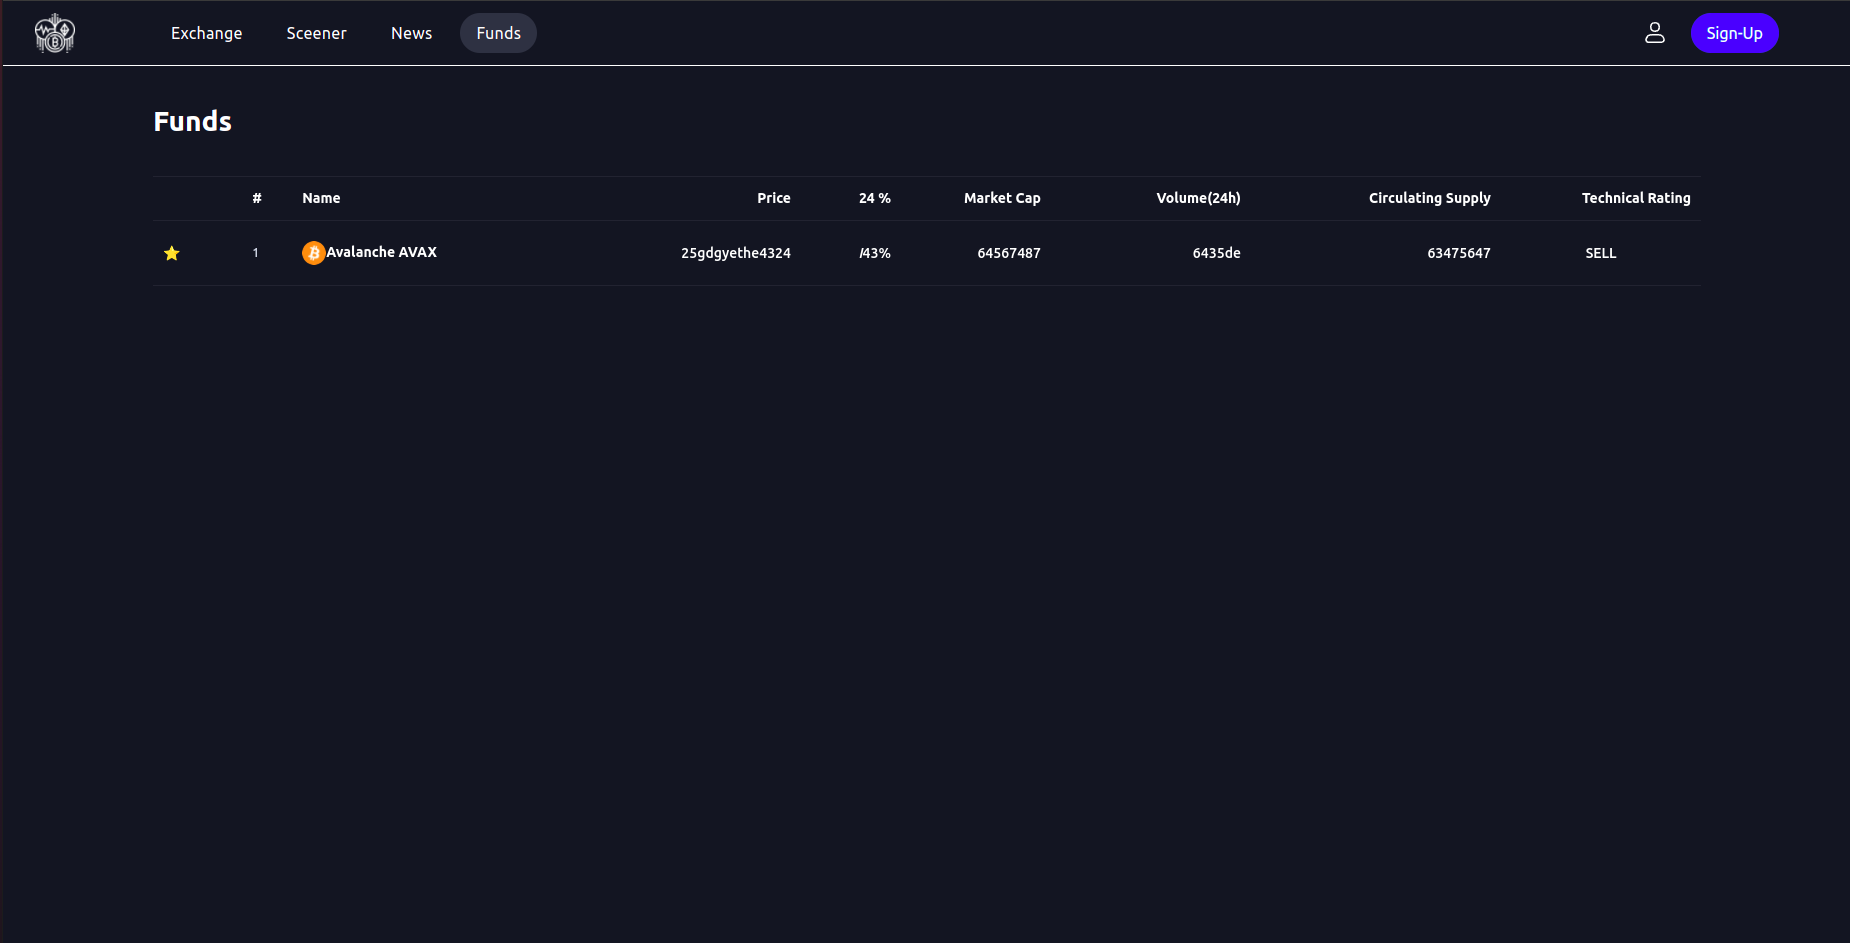 Exchange Sceener News Funds Sign-Up
Funds
# Name Price 24 % Market Cap Volume(24h) Circulating Supply Technical Rating
1 Avalanche AVAX 25gdgyethe4324 /43% 64567487 6435de 63475647 SELL